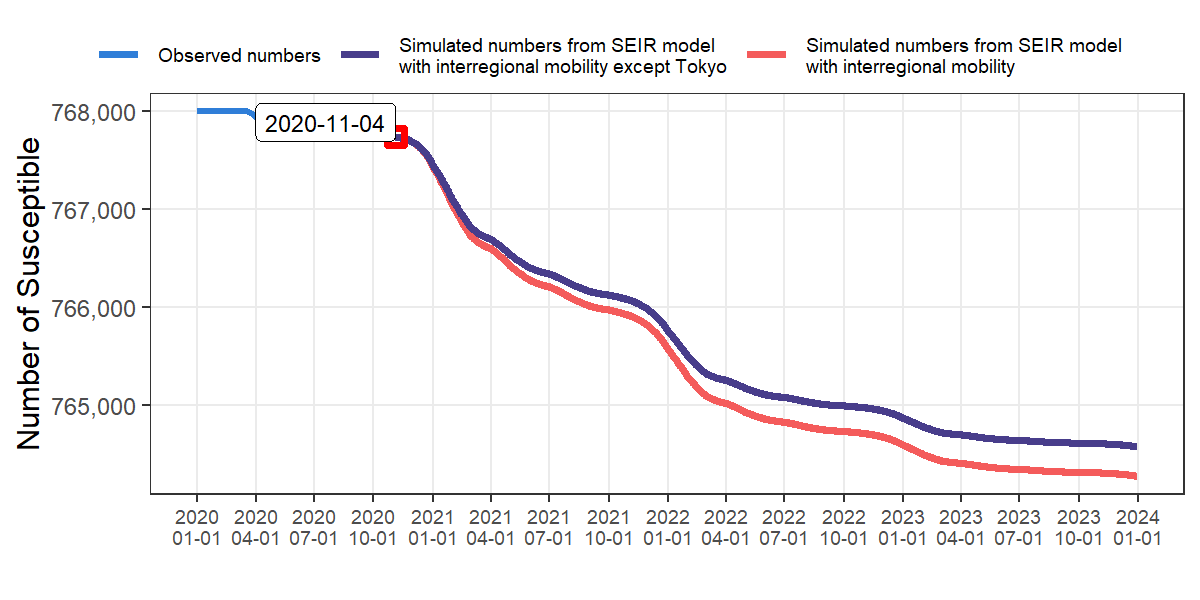 Observed numbers
Simulated numbers from SEIR model
with interregional mobility except Tokyo
Simulated numbers from SEIR model
with interregional mobility
Number of Susceptible
768,000
767,000
766,000
765,000
2020-11-04
2020 2020 2020 2020 2021 2021 2021 2021 2022 2022 2022 2022 2023 2023 2023 2023 2024
01-01 04-01 07-01 10-01 01-01 04-01 07-01 10-01 01-01 04-01 07-01 10-01 01-01 04-01 07-01 10-01 01-01